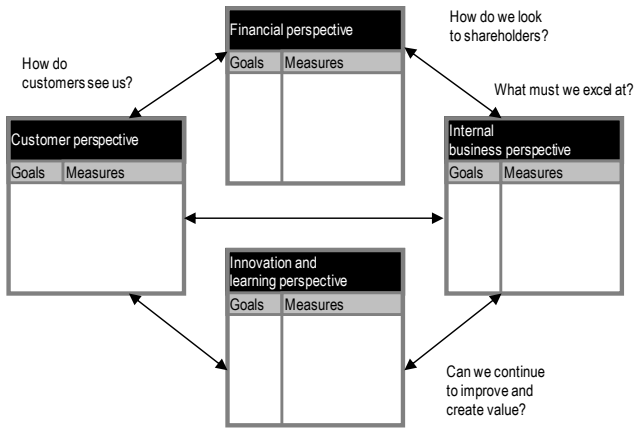 Financial perspective
Goals Measures
How do we look
to shareholders?
How do
customers see us?
What must we excel at?
Customer perspective
Goals Measures
Internal
business perspective
Goals Measures
Innovation and
learning perspective
Goals Measures
Can we continue
to improve and
create value?